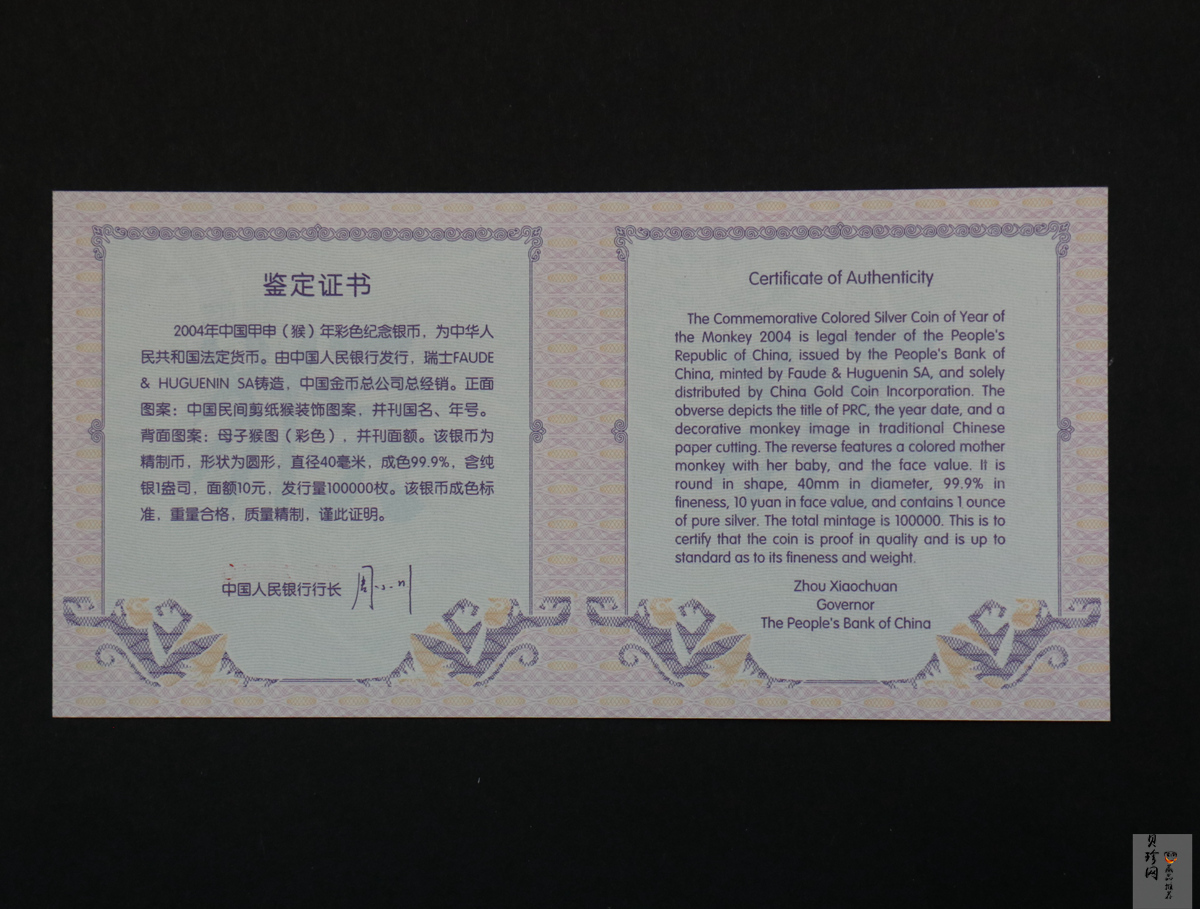 鉴定证书
2004年中国甲申（猴）年彩色纪念银币，为中华人
民共和国法定货币。由中国人民银行发行，瑞士FAUDE
& HUGUENIN SA铸造，中国金币总公司总经销。正面
图案：中国民间剪纸猴装饰图案，并刊国名、年号。
背面图案：母子猴图（彩色），并刊面额。该银币为
精制币，形状为圆形，直径40毫米，成色99.9%，含纯
银1盎司，面额10元，发行量100000枚。该银币成色标
准，重量合格，质量精制，谨此证明。
中国人民银行行长 周小川
Certificate of Authenticity
The Commemorative Colored Silver Coin of Year of
the Monkey 2004 is legal tender of the People's
Republic of China, issued by the People's Bank of
China, minted by Faude & Huguenin SA, and solely
distributed by China Gold Coin Incorporation. The
obverse depicts the title of PRC, the year date, and a
decorative monkey image in traditional Chinese
paper cutting. The reverse features a colored mother
monkey with her baby, and the face value. It is
round in shape, 40mm in diameter, 99.9% in
fineness, 10 yuan in face value, and contains 1 ounce
of pure silver. The total mintage is 100000. This is to
certify that the coin is proof in quality and is up to
standard as to its fineness and weight.
Zhou Xiaochuan
Governor
The People's Bank of China
贝珍网